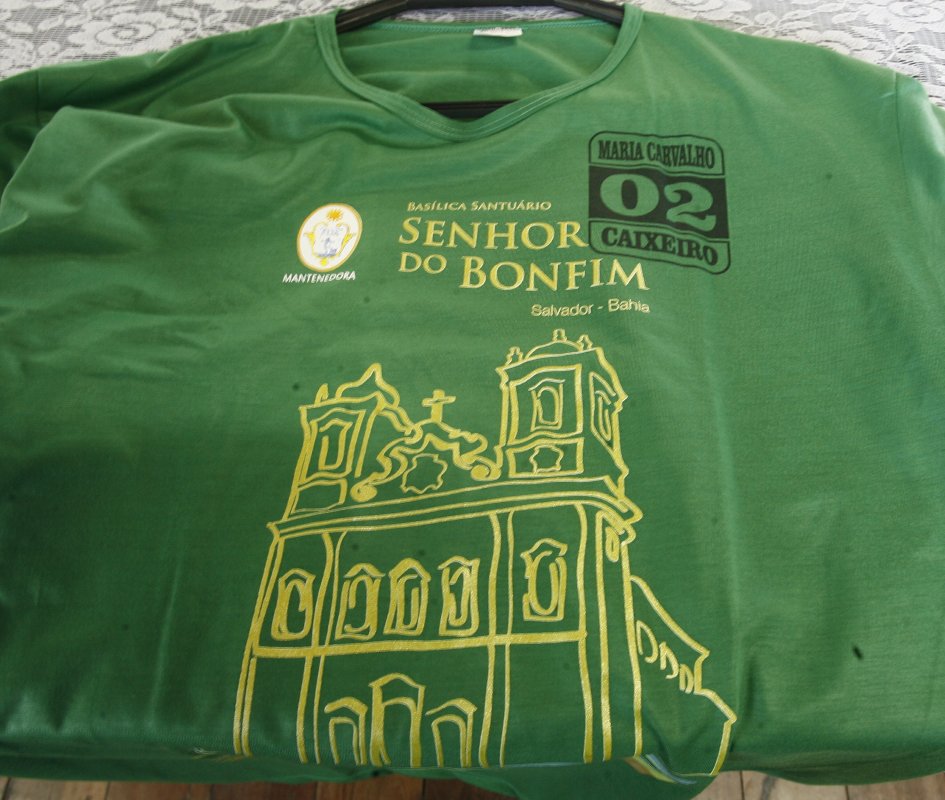 MARIA CARVALHO
02
CAIXEIRO
BASÍLICA SANTUÁRIO
SENHOR
DO BONFIM
Salvador - Bahia
MANTENEDORA